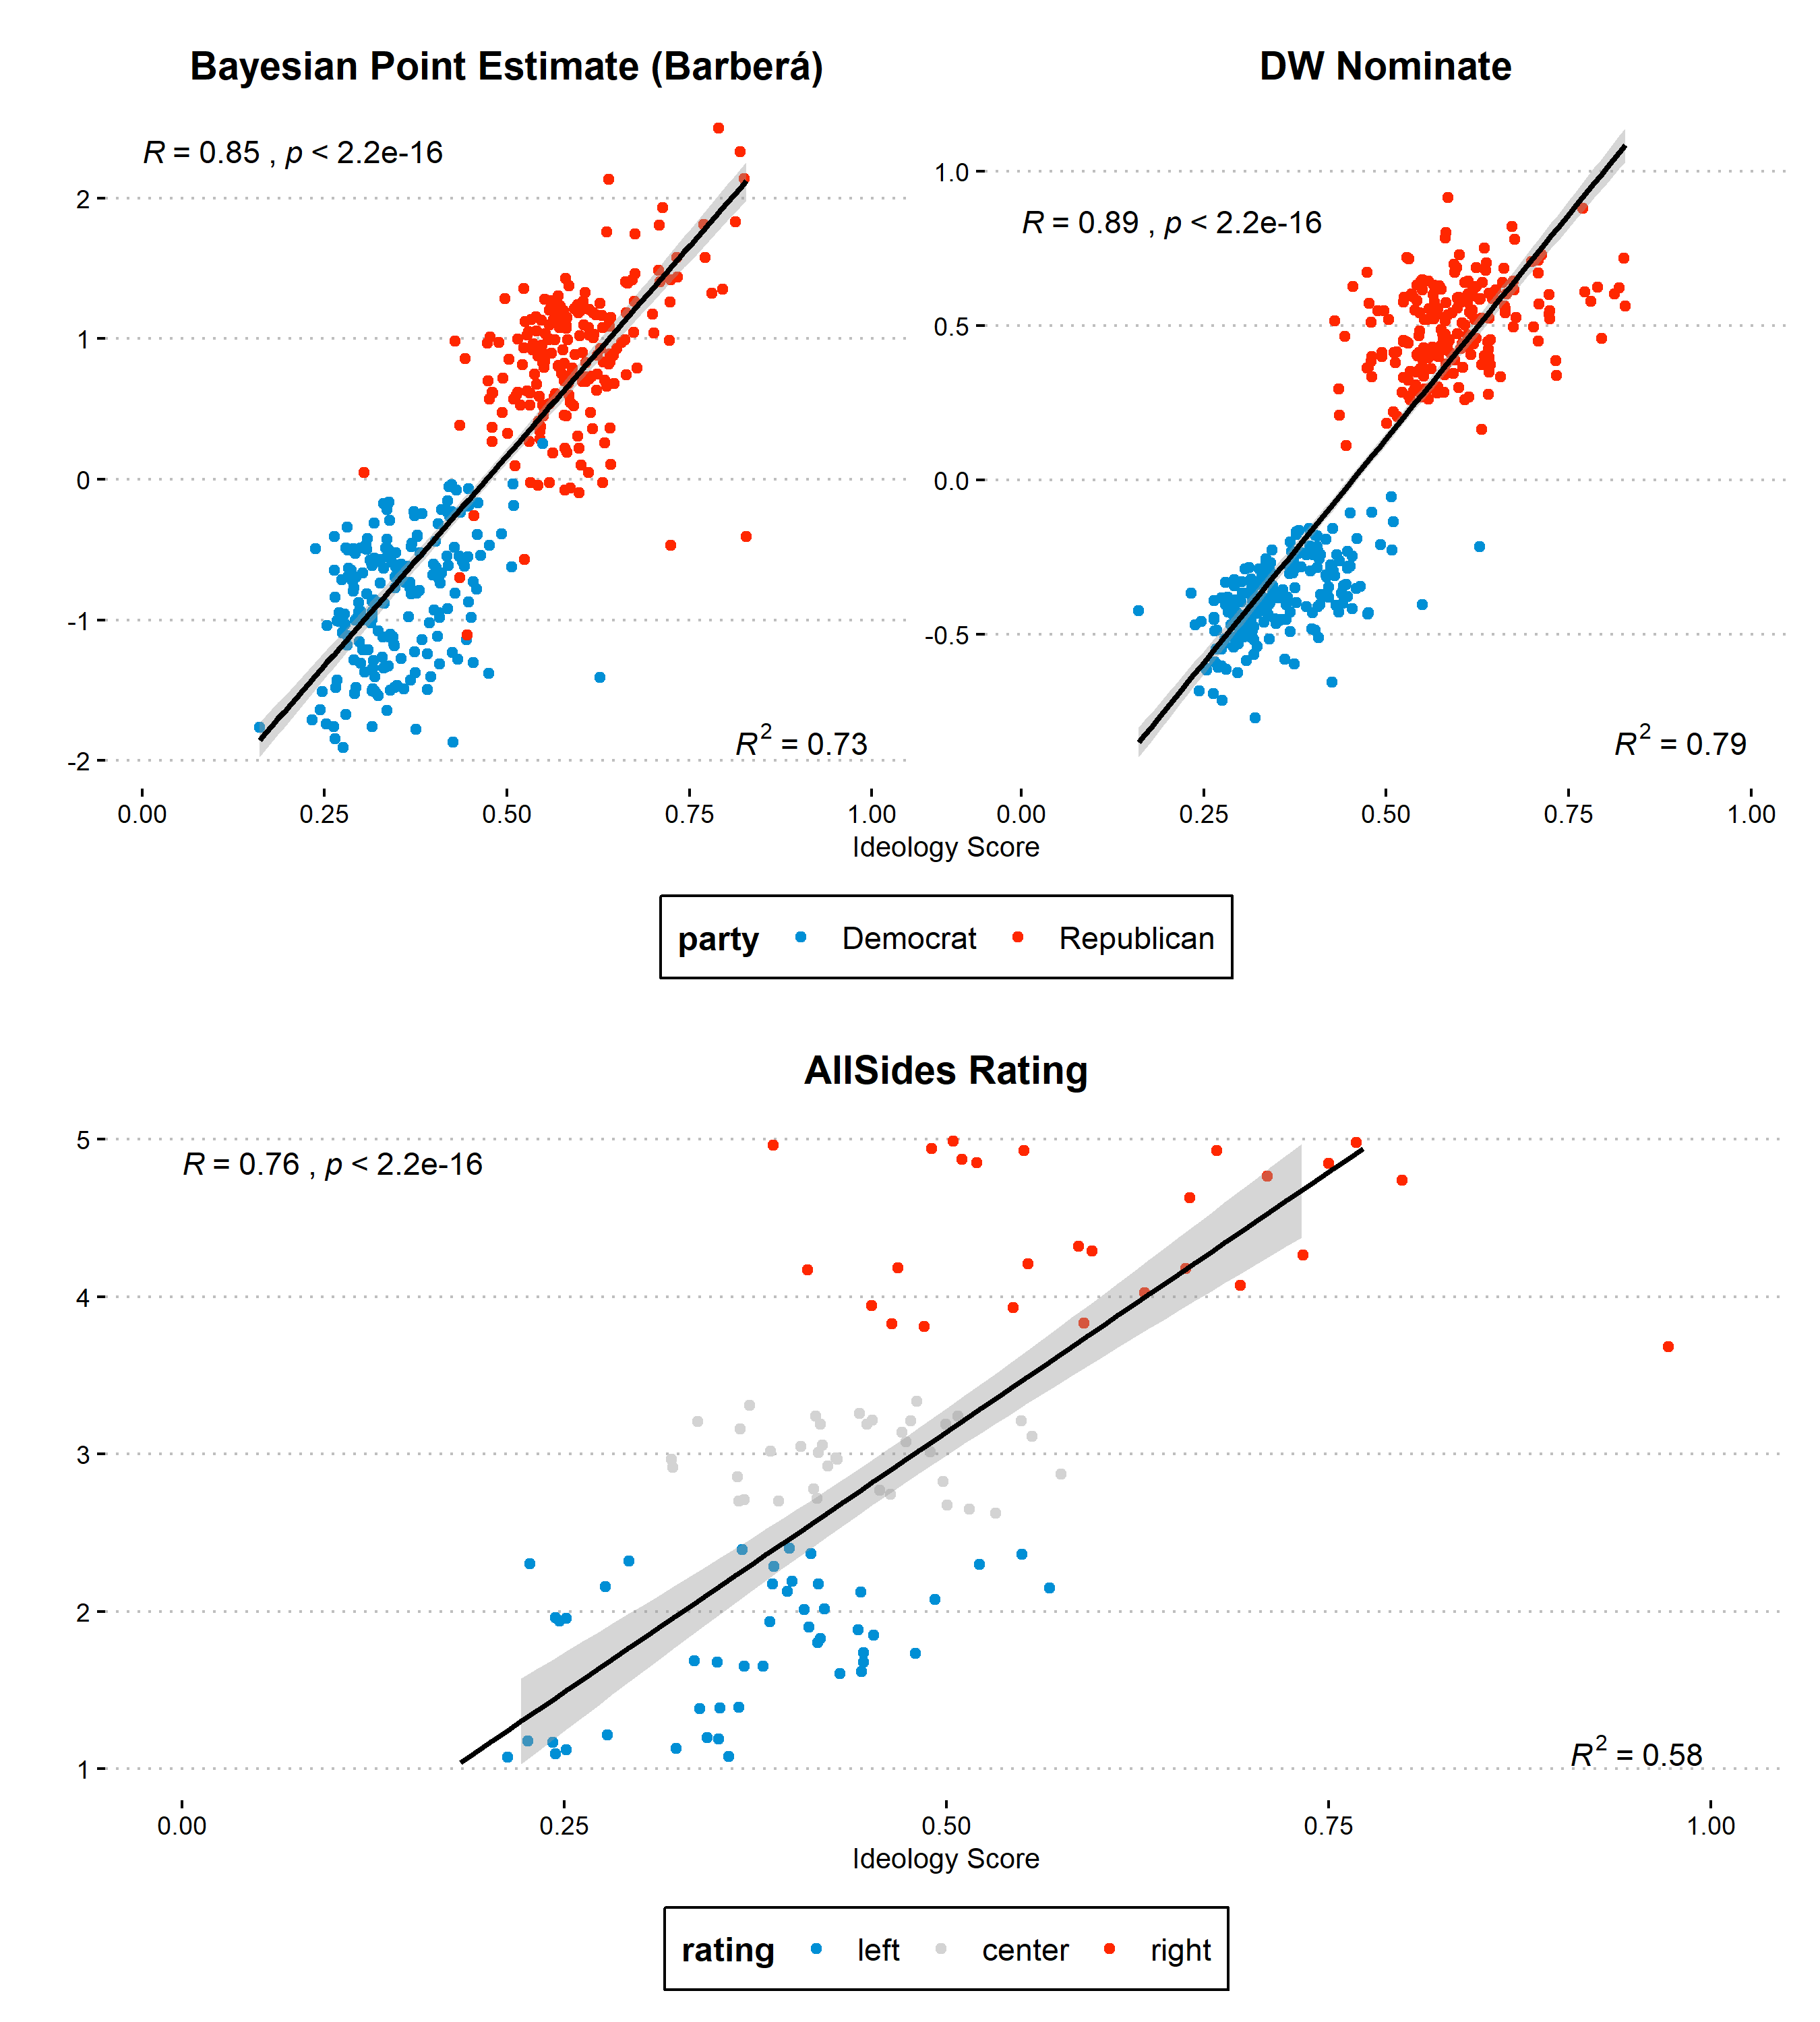 Bayesian Point Estimate (Barberá)
R = 0.85 , p < 2.2e-16
2
1
0
-1
-2
R² = 0.73
0.00 0.25 0.50 0.75 1.00
DW Nominate
1.0
R = 0.89 , p < 2.2e-16
0.5
0.0
-0.5
R² = 0.79
0.00 0.25 0.50 0.75 1.00
Ideology Score
party Democrat Republican
AllSides Rating
5
R = 0.76 , p < 2.2e-16
4
3
2
1
R² = 0.58
0.00 0.25 0.50 0.75 1.00
Ideology Score
rating left center right